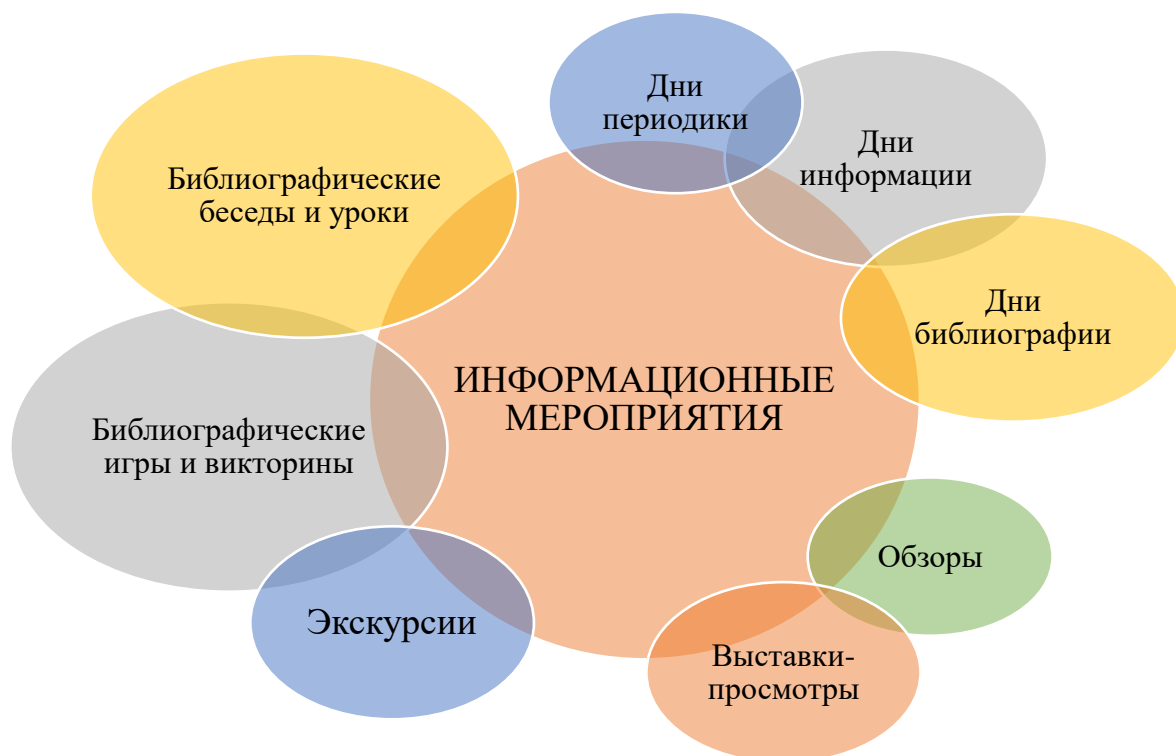 Дни
периодики
Дни
информации
Библиографические
беседы и уроки
Дни
библиографии
ИНФОРМАЦИОННЫЕ
МЕРОПРИЯТИЯ
Библиографические
игры и викторины
Обзоры
Экскурсии
Выставки-
просмотры